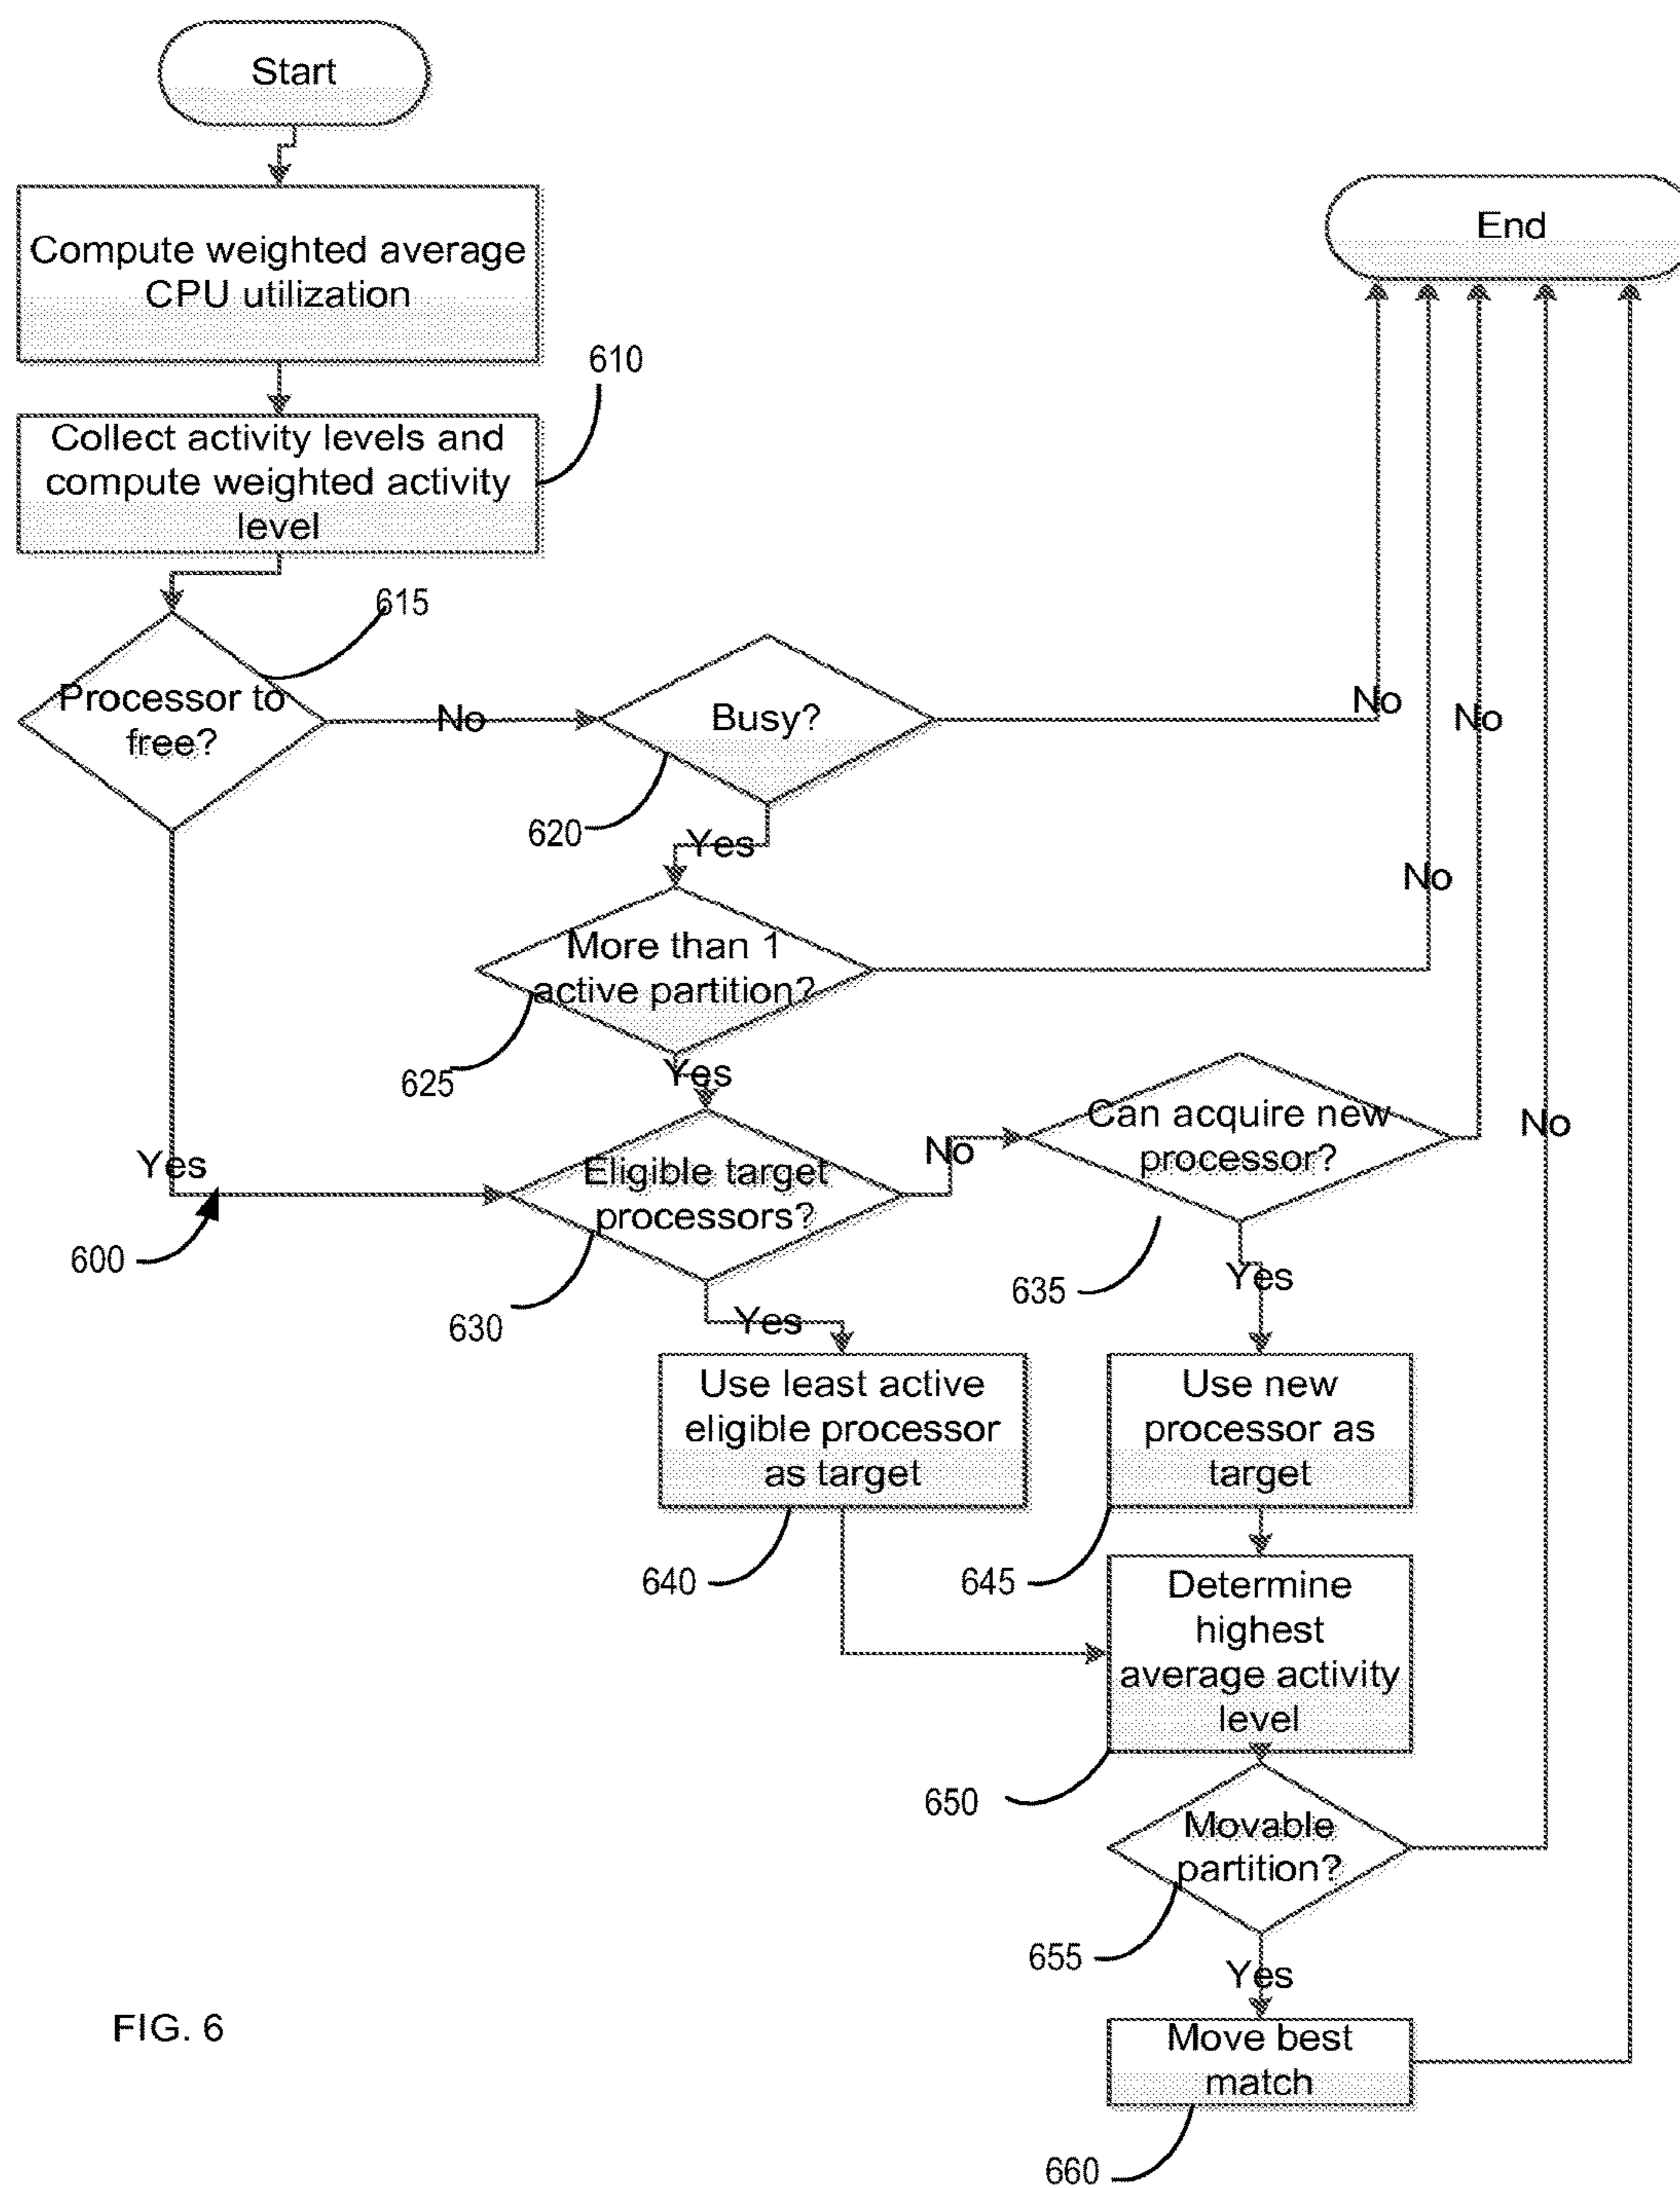 Start
End
Compute weighted average
CPU utilization
610
Collect activity levels and
compute weighted activity
level
615
Processor to
free?
No
Busy?
No
No
620
Yes
No
More than 1
active partition?
625
Yes
Can acquire new
processor?
No
No
Yes
Eligible target
processors?
600
630
635
Yes
Yes
Use least active
eligible processor
as target
Use new
processor as
target
640
645
Determine
highest
average activity
level
650
Movable
partition?
655
Yes
FIG. 6
Move best
match
660